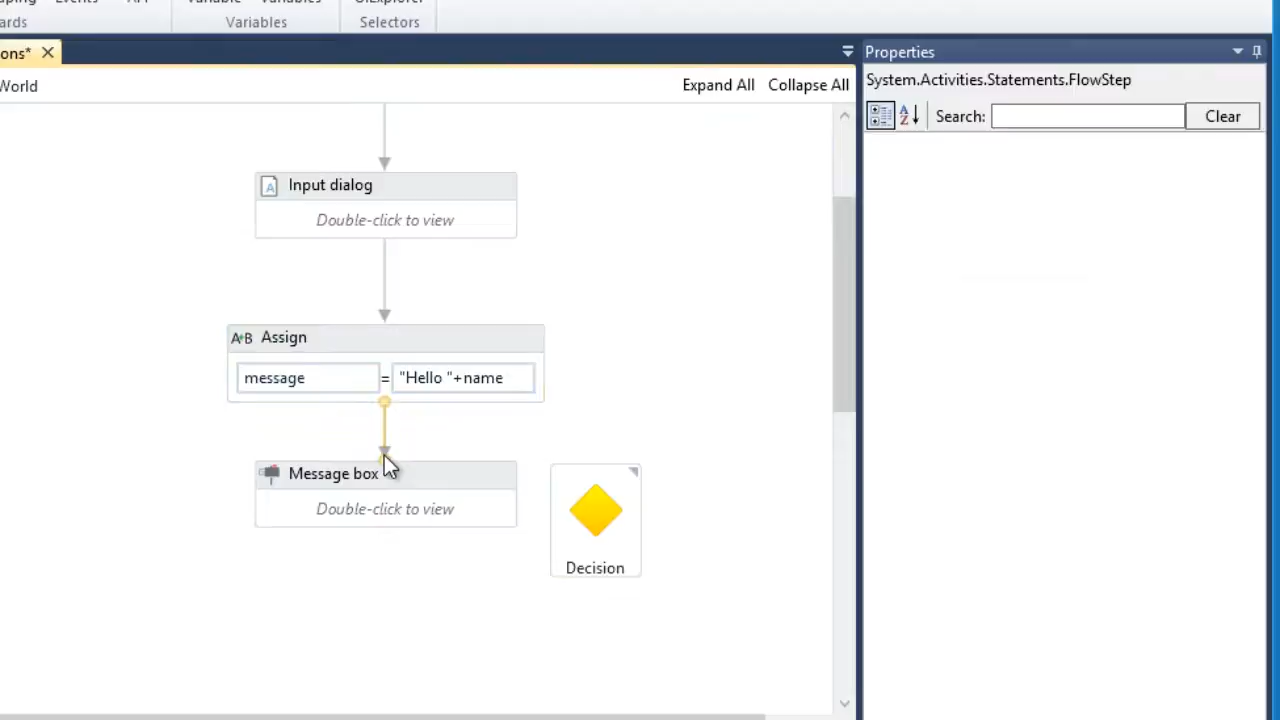 Variables
Selectors
ons*
Properties
World
Expand All Collapse All
System.Activities.Statements.FlowStep
Search:
Clear
Input dialog
Double-click to view
A+B Assign
message = "Hello "+name
Message box
Double-click to view
Decision